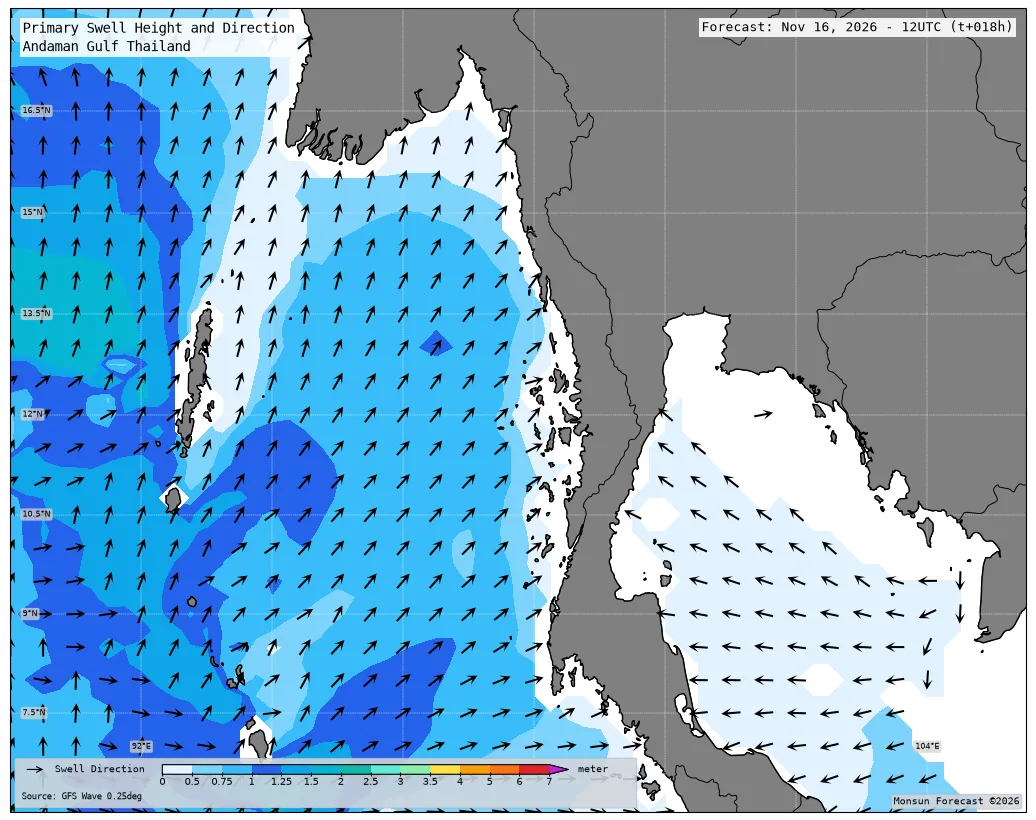 Primary Swell Height and Direction
Andaman Gulf Thailand
Forecast: Nov 16, 2026 - 12UTC (t+018h)
16.5°N
15°N
13.5°N
12°N
10.5°N
9°N
7.5°N
92°E
104°E
Swell Direction
0 0.5 0.75 1 1.25 1.5 2 2.5 3 3.5 4 5 6 7
meter
Source: GFS Wave 0.25deg
Monsun Forecast ©2026